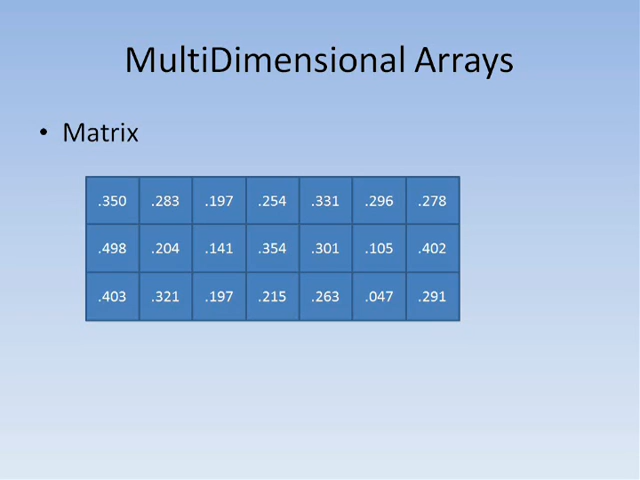 MultiDimensional Arrays
• Matrix
.350 .283 .197 .254 .331 .296 .278
.498 .204 .141 .354 .301 .105 .402
.403 .321 .197 .215 .263 .047 .291